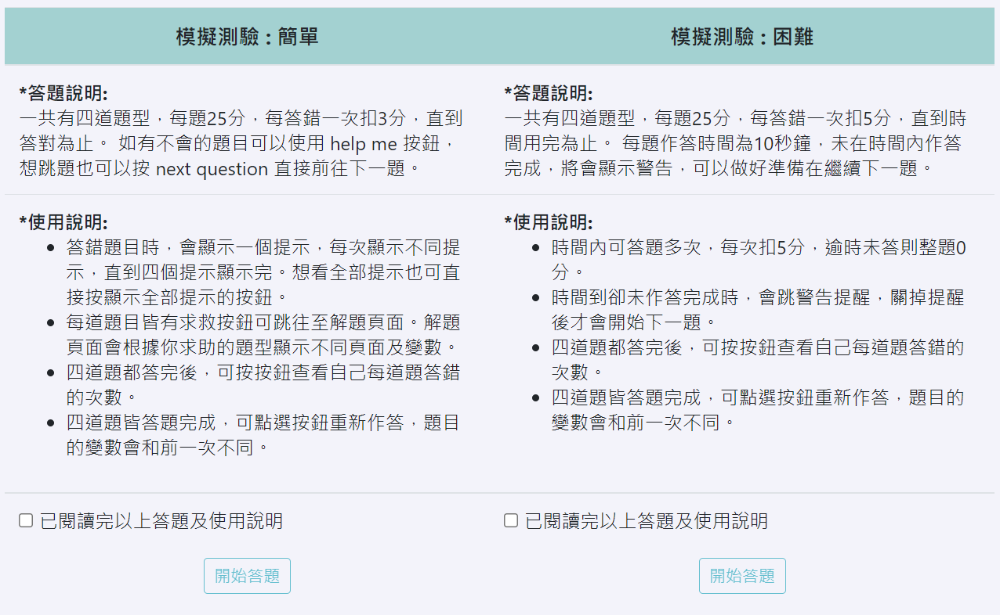 模擬測驗 : 簡單
*答題說明:
一共有四道題型，每題25分，每答錯一次扣3分，直到
答對為止。 如有不會的題目可以使用 help me 按鈕，
想跳題也可以按 next question 直接前往下一題。
*使用說明:
答錯題目時，會顯示一個提示，每次顯示不同提
示，直到四個提示顯示完。想看全部提示也可直
接按顯示全部提示的按鈕。
每道題目皆有求救按鈕可跳往至解題頁面。解題
頁面會根據你求助的題型顯示不同頁面及變數。
四道題都答完後，可按按鈕查看自己每道題答錯
的次數。
四道題皆答題完成，可點選按鈕重新作答，題目
的變數會和前一次不同。
已閱讀完以上答題及使用說明
開始答題
模擬測驗 : 困難
*答題說明:
一共有四道題型，每題25分，每答錯一次扣5分，直到時
間用完為止。 每題作答時間為10秒鐘，未在時間內作答
完成，將會顯示警告，可以做好準備在繼續下一題。
*使用說明:
時間內可答題多次，每次扣5分，逾時未答則整題0
分。
時間到卻未作答完成時，會跳警告提醒，關掉提醒
後才會開始下一題。
四道題都答完後，可按按鈕查看自己每道題答錯的
次數。
四道題皆答題完成，可點選按鈕重新作答，題目的
變數會和前一次不同。
已閱讀完以上答題及使用說明
開始答題